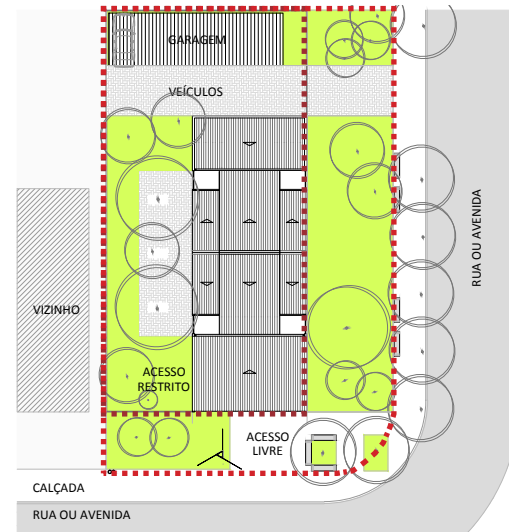 GARAGEM
VEÍCULOS
RUA OU AVENIDA
VIZINHO
ACESSO
RESTRITO
ACESSO
LIVRE
CALÇADA
RUA OU AVENIDA